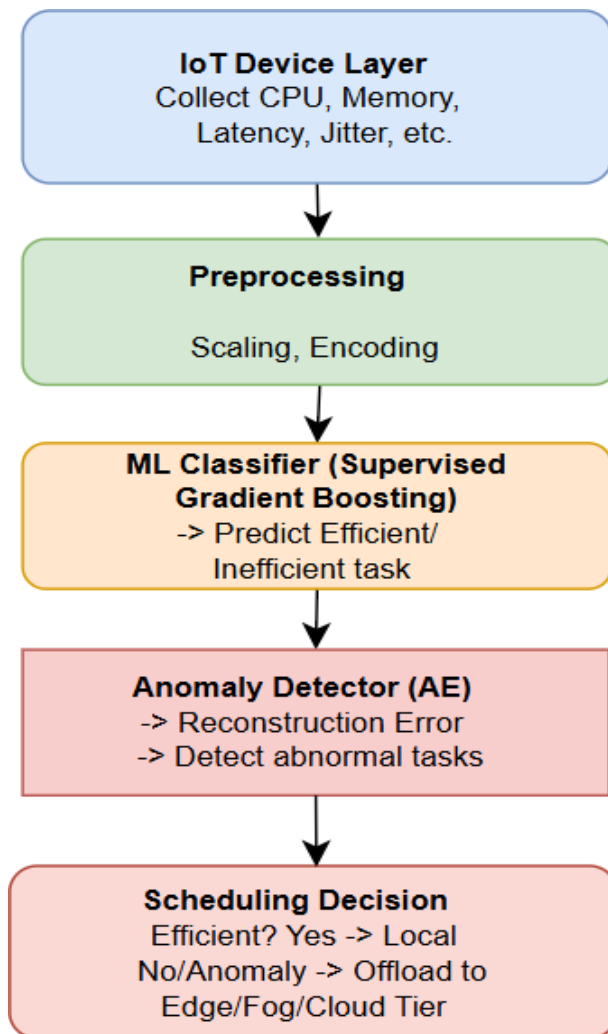 IoT Device Layer
Collect CPU, Memory,
Latency, Jitter, etc.
Preprocessing
Scaling, Encoding
ML Classifier (Supervised
Gradient Boosting)
-> Predict Efficient/
Inefficient task
Anomaly Detector (AE)
-> Reconstruction Error
-> Detect abnormal tasks
Scheduling Decision
Efficient? Yes -> Local
No/Anomaly -> Offload to
Edge/Fog/Cloud Tier